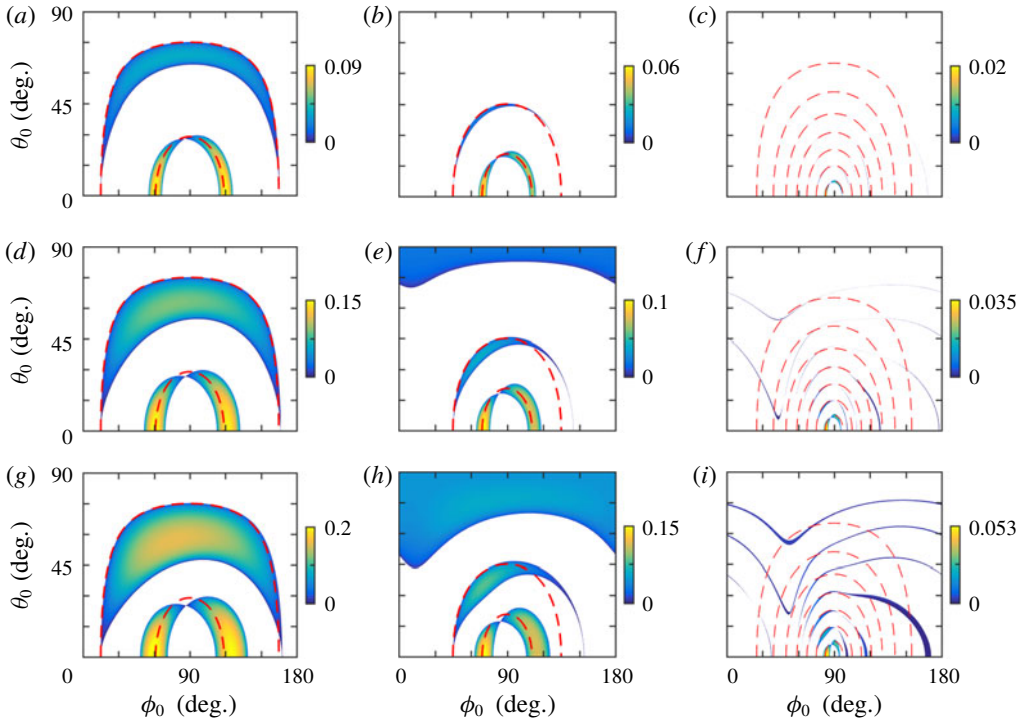 (a) (b) (c)
90 45 0 θ₀ (deg.) 0.09 0 0.06 0 0.02 0
(d) (e) (f)
90 45 0 θ₀ (deg.) 0.15 0 0.1 0 0.035 0
(g) (h) (i)
90 45 0 θ₀ (deg.) 0.2 0 0.15 0 0.053 0
0 90 180 0 90 180 0 90 180
ϕ₀ (deg.) ϕ₀ (deg.) ϕ₀ (deg.)